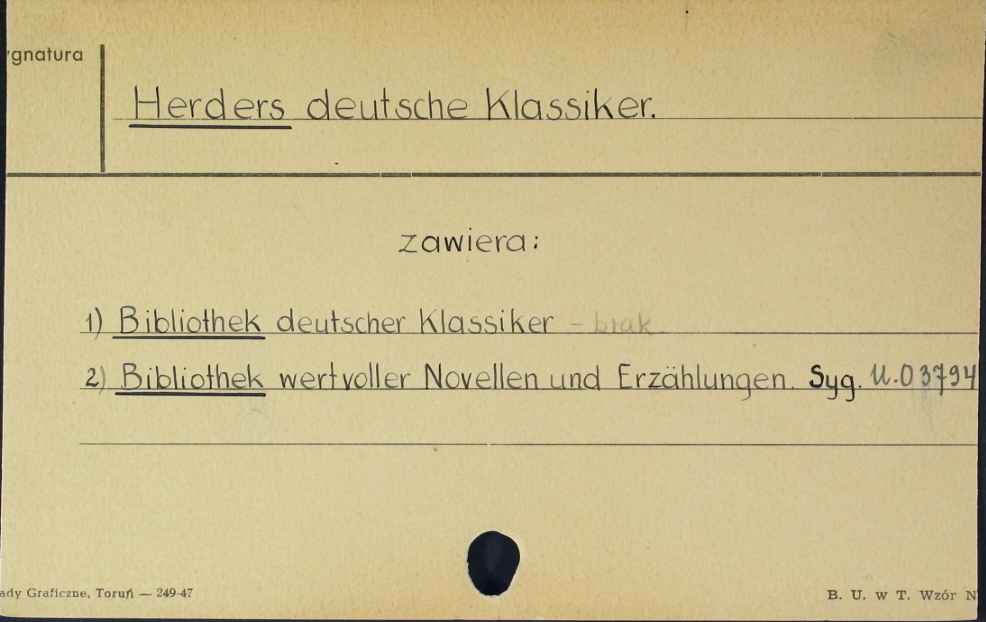 ygnatura
Herders deutsche Klassiker.
zawiera:
1) Bibliothek deutscher Klassiker - brak
2) Bibliothek wertvoller Novellen und Erzählungen. Syg. U.03794
ady Graficzne, Toruń — 249-47
B. U. w T. Wzór N